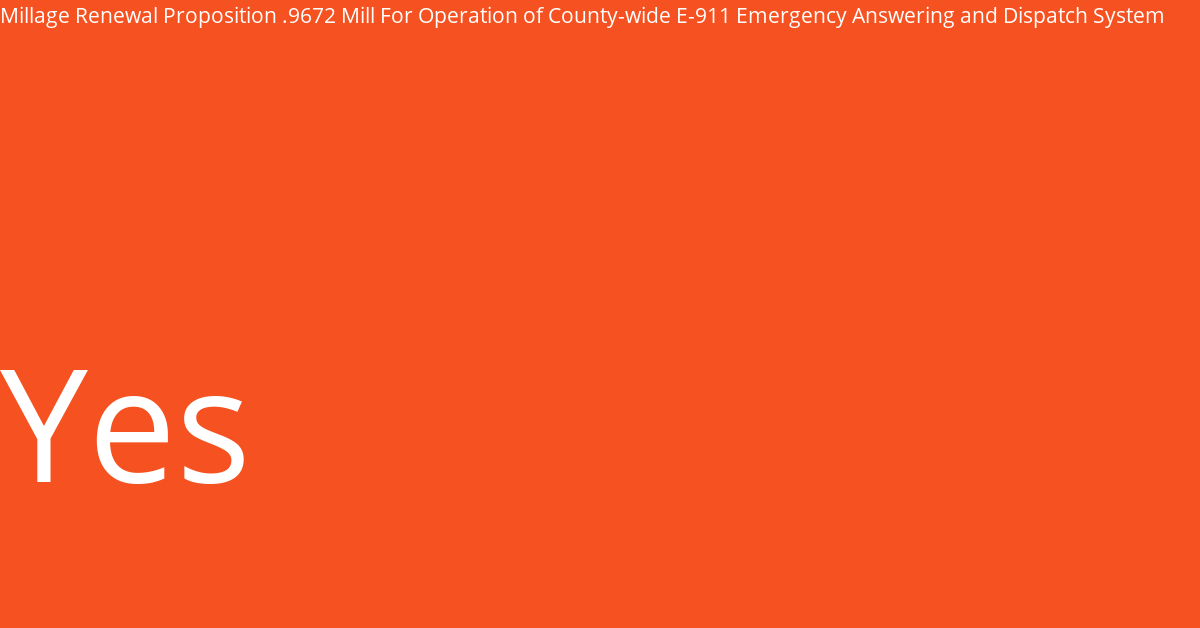 Millage Renewal Proposition .9672 Mill For Operation of County-wide E-911 Emergency Answering and Dispatch System
Yes